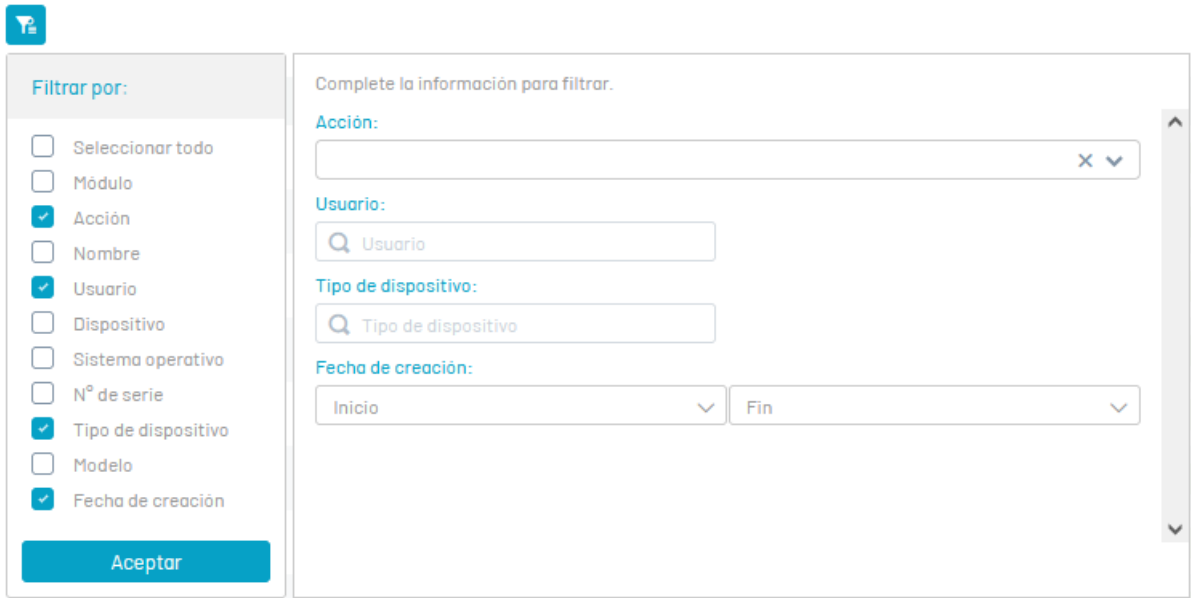 Filtrar por:
Seleccionar todo
Módulo
Acción
Nombre
Usuario
Dispositivo
Sistema operativo
N° de serie
Tipo de dispositivo
Modelo
Fecha de creación
Aceptar
Complete la información para filtrar.
Acción:
Usuario:
Usuario
Tipo de dispositivo:
Tipo de dispositivo
Fecha de creación:
Inicio Fin